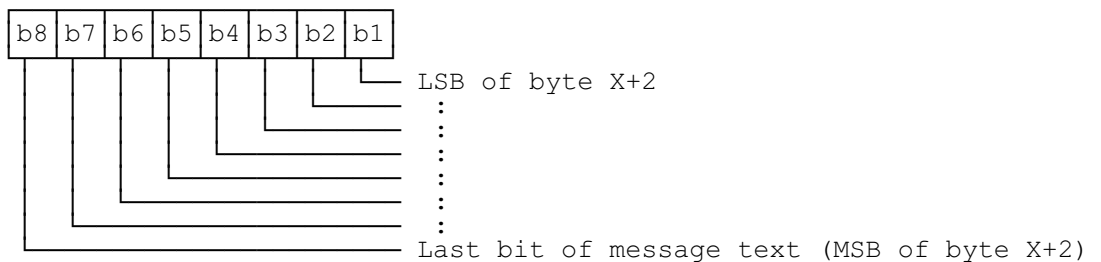 b8 b7 b6 b5 b4 b3 b2 b1
LSB of byte X+2
:
:
:
:
:
:
Last bit of message text (MSB of byte X+2)